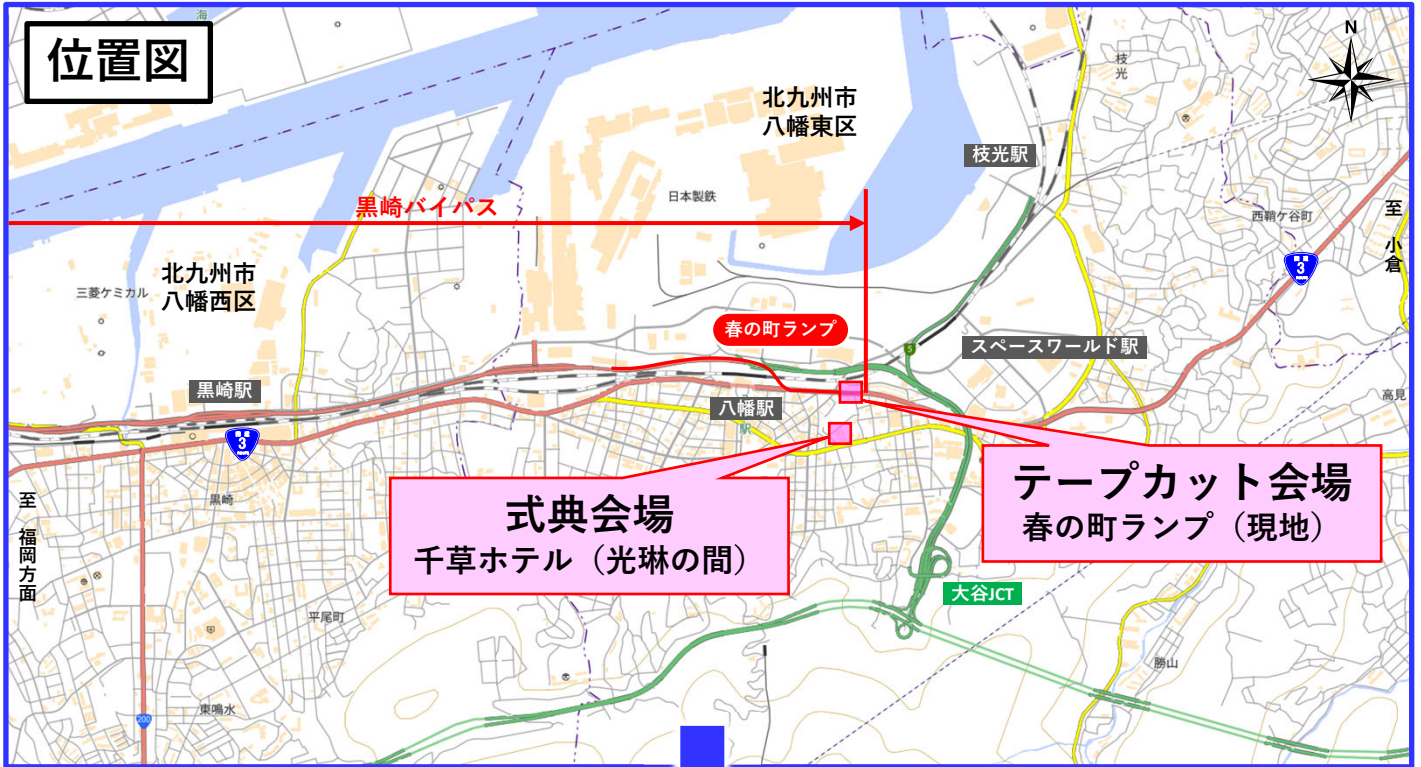 位置図
海
N
枝光
北九州市
八幡東区
枝光駅
日本製鉄
黒崎バイパス
西鞘ケ谷町
至 小倉
3
北九州市
八幡西区
三菱ケミカル
春の町ランプ
5
スペースワールド駅
黒崎駅
八幡駅
駅
高見
3
黒崎
至 福岡方面
式典会場
千草ホテル（光琳の間）
テープカット会場
春の町ランプ（現地）
大谷JCT
平尾町
勝山
東鳴水
200